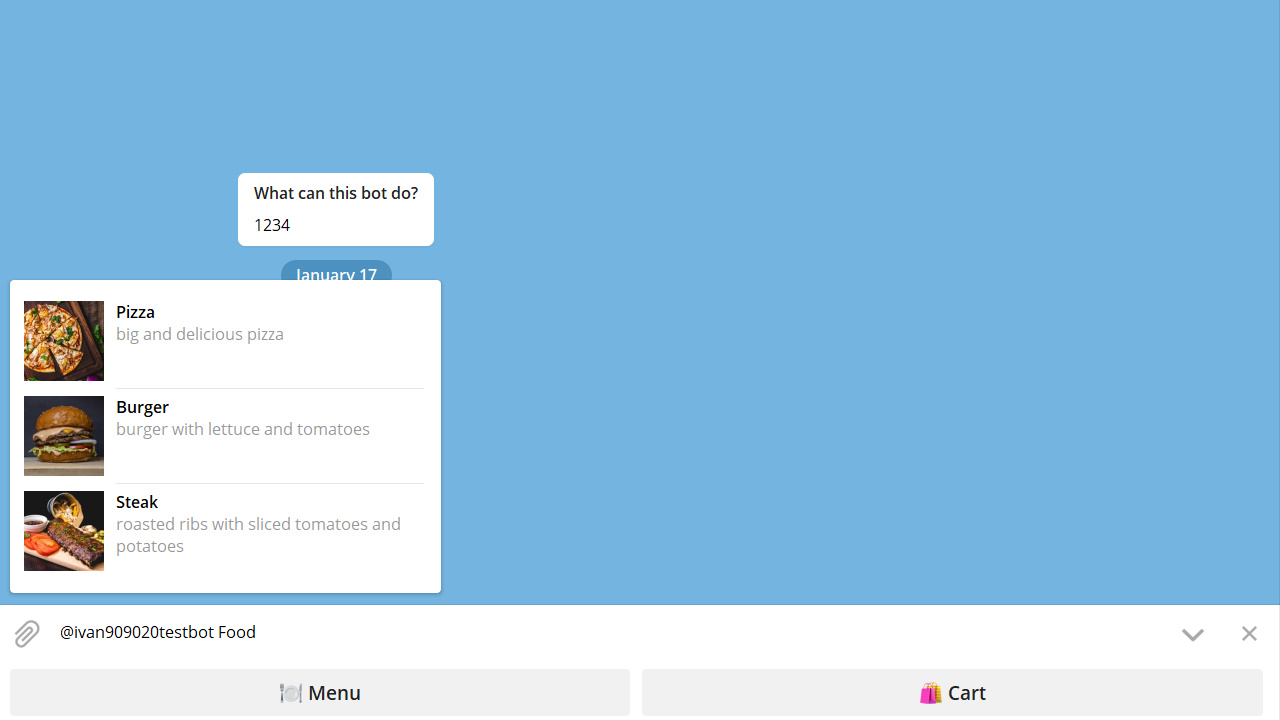 What can this bot do?
1234
January 17
Pizza
big and delicious pizza
Burger
burger with lettuce and tomatoes
Steak
roasted ribs with sliced tomatoes and
potatoes
@ivan909020testbot Food
Menu
Cart